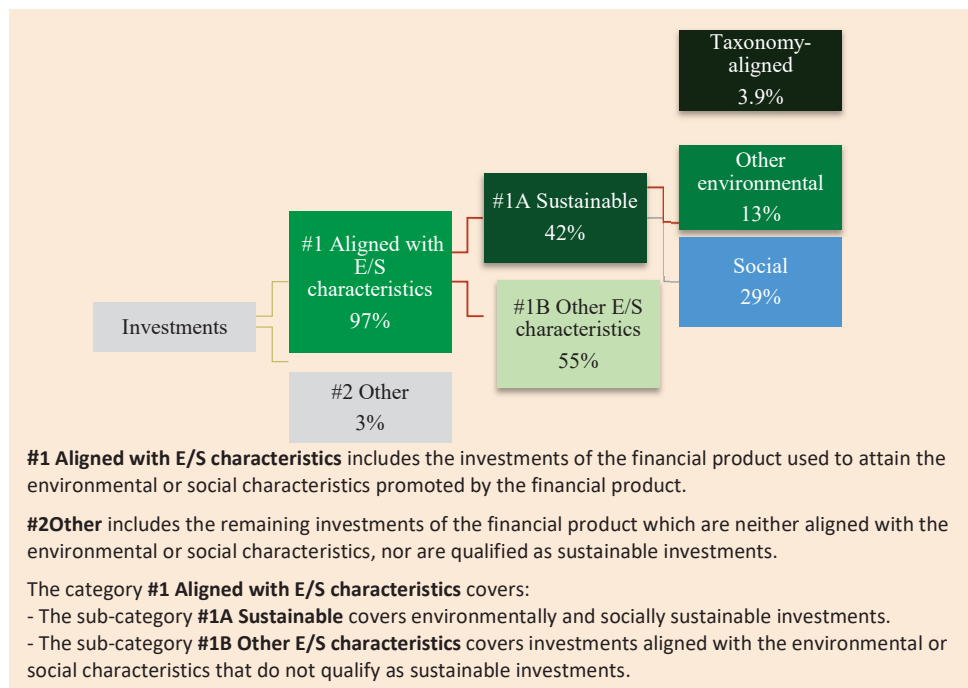 Taxonomy-
aligned
3.9%
Other
environmental
13%
#1A Sustainable
42%
#1 Aligned with
E/S
characteristics
97%
Social
29%
#1B Other E/S
characteristics
55%
Investments
#2 Other
3%
#1 Aligned with E/S characteristics includes the investments of the financial product used to attain the
environmental or social characteristics promoted by the financial product.
#2Other includes the remaining investments of the financial product which are neither aligned with the
environmental or social characteristics, nor are qualified as sustainable investments.
The category #1 Aligned with E/S characteristics covers:
- The sub-category #1A Sustainable covers environmentally and socially sustainable investments.
- The sub-category #1B Other E/S characteristics covers investments aligned with the environmental or
social characteristics that do not qualify as sustainable investments.